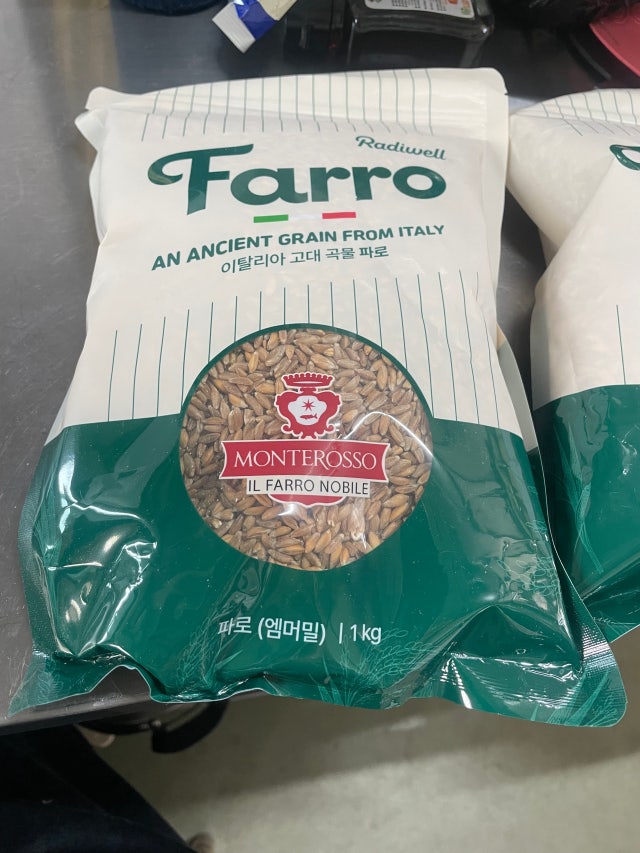 Radiwell
Farro
AN ANCIENT GRAIN FROM ITALY
이탈리아 고대 곡물 파로
MONTEROSSO
IL FARRO NOBILE
파로 (엠머밀) | 1kg